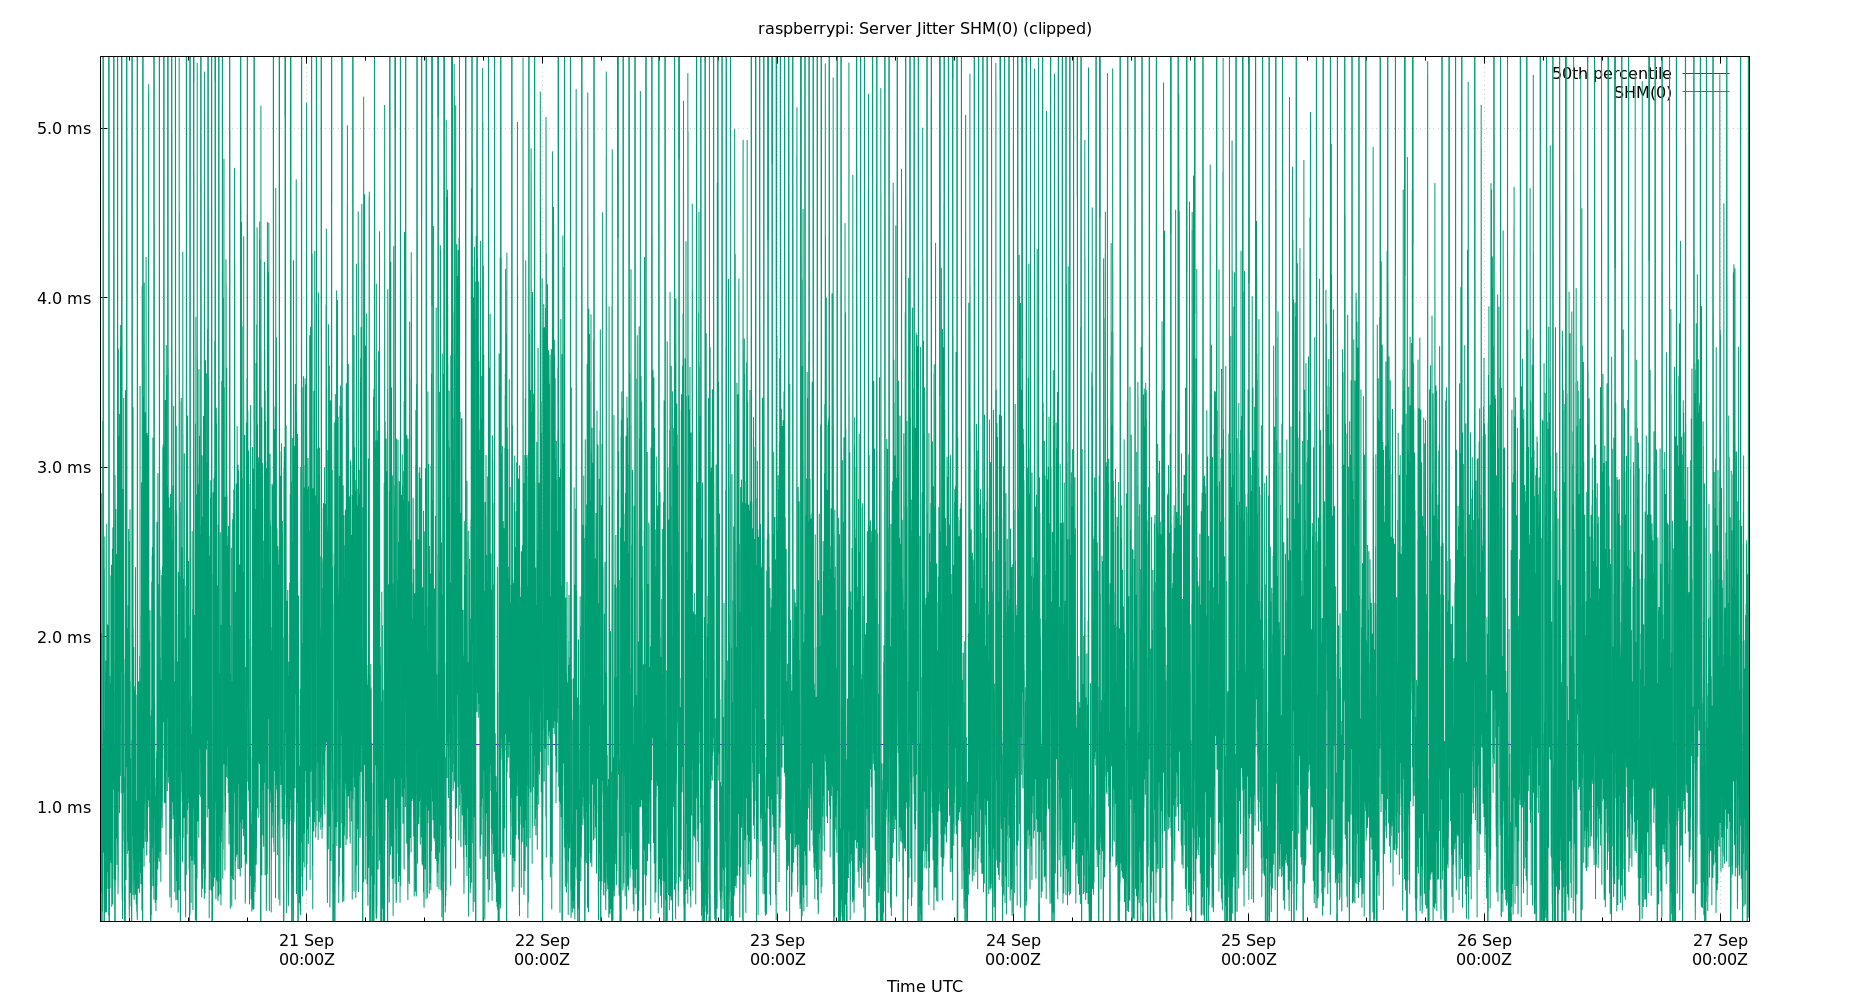 raspberrypi: Server Jitter SHM(0) (clipped)
50th percentile
SHM(0)
5.0 ms
4.0 ms
3.0 ms
2.0 ms
1.0 ms
21 Sep 22 Sep 23 Sep 24 Sep 25 Sep 26 Sep 27 Sep
00:00Z 00:00Z 00:00Z 00:00Z 00:00Z 00:00Z 00:00Z
Time UTC